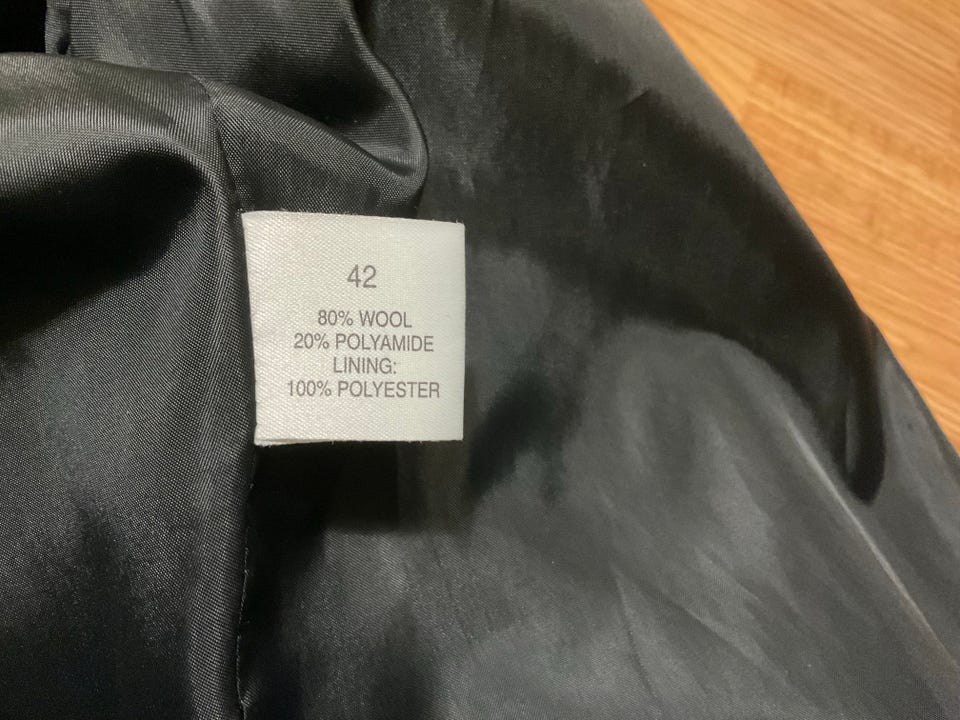 42
80% WOOL
20% POLYAMIDE
LINING:
100% POLYESTER